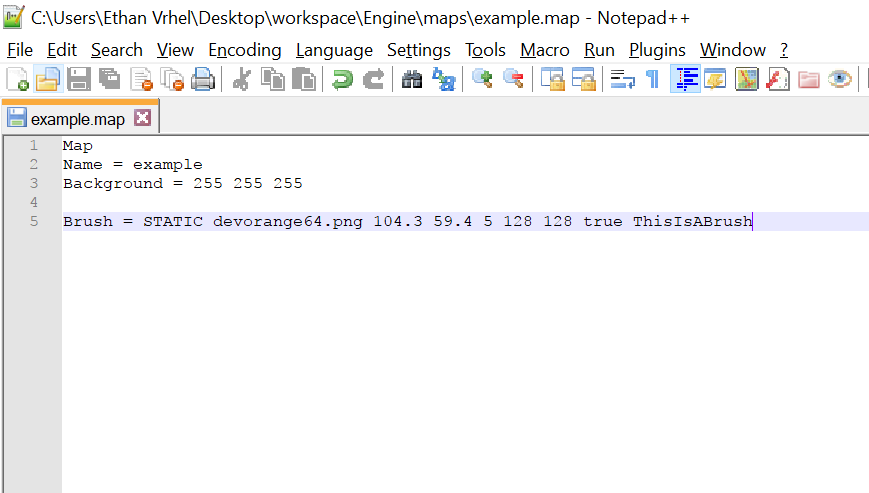 C:\Users\Ethan Vrhel\Desktop\workspace\Engine\maps\example.map - Notepad++
File Edit Search View Encoding Language Settings Tools Macro Run Plugins Window ?
example.map
1 Map
2 Name = example
3 Background = 255 255 255
4
5 Brush = STATIC devorange64.png 104.3 59.4 5 128 128 true ThisIsABrush